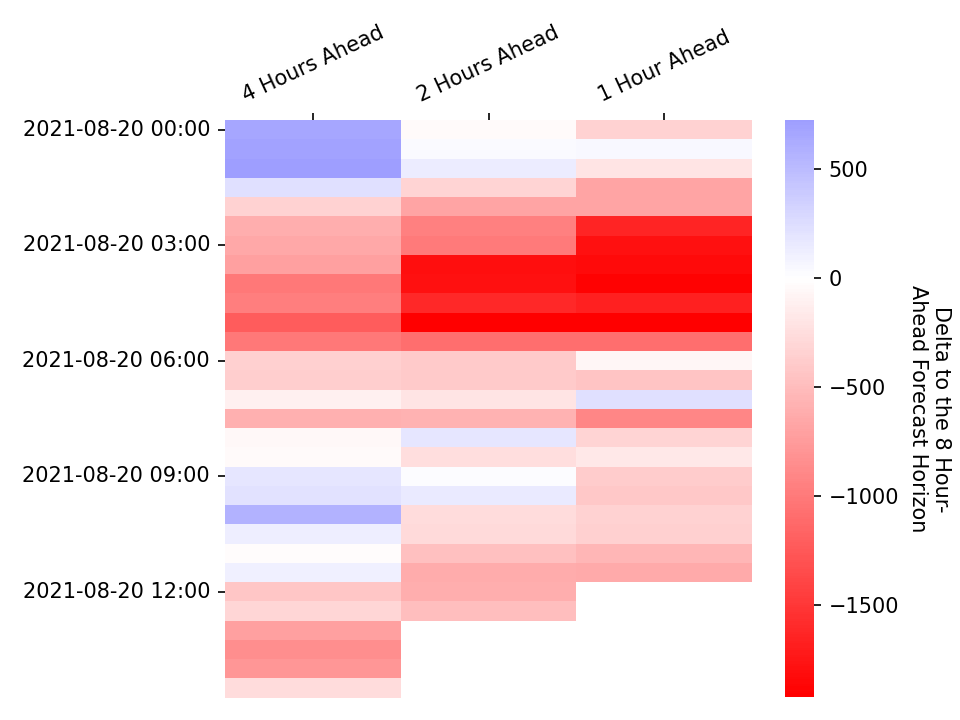 4 Hours Ahead
2 Hours Ahead
1 Hour Ahead
2021-08-20 00:00
2021-08-20 03:00
2021-08-20 06:00
2021-08-20 09:00
2021-08-20 12:00
500
0
−500
−1000
−1500
Delta to the 8 Hour-
Ahead Forecast Horizon